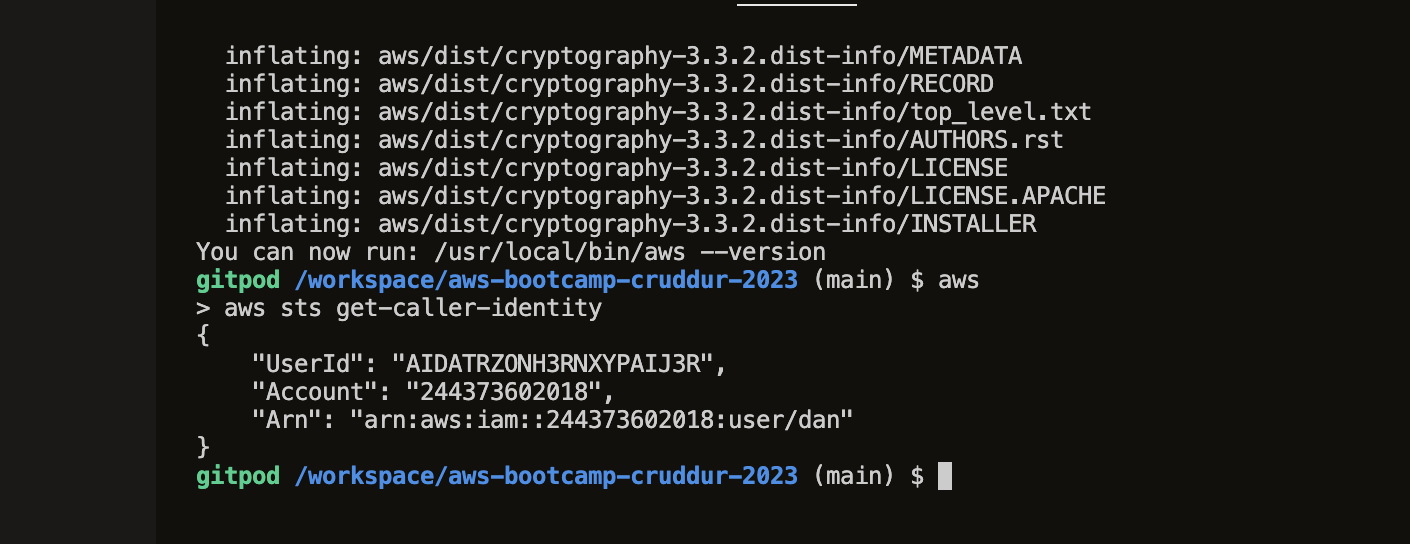 inflating: aws/dist/cryptography-3.3.2.dist-info/METADATA
inflating: aws/dist/cryptography-3.3.2.dist-info/RECORD
inflating: aws/dist/cryptography-3.3.2.dist-info/top_level.txt
inflating: aws/dist/cryptography-3.3.2.dist-info/AUTHORS.rst
inflating: aws/dist/cryptography-3.3.2.dist-info/LICENSE
inflating: aws/dist/cryptography-3.3.2.dist-info/LICENSE.APACHE
inflating: aws/dist/cryptography-3.3.2.dist-info/INSTALLER
You can now run: /usr/local/bin/aws --version
gitpod /workspace/aws-bootcamp-cruddur-2023 (main) $ aws
> aws sts get-caller-identity
{
    "UserId": "AIDATRZONH3RNXYPAIJ3R",
    "Account": "244373602018",
    "Arn": "arn:aws:iam::244373602018:user/dan"
}
gitpod /workspace/aws-bootcamp-cruddur-2023 (main) $